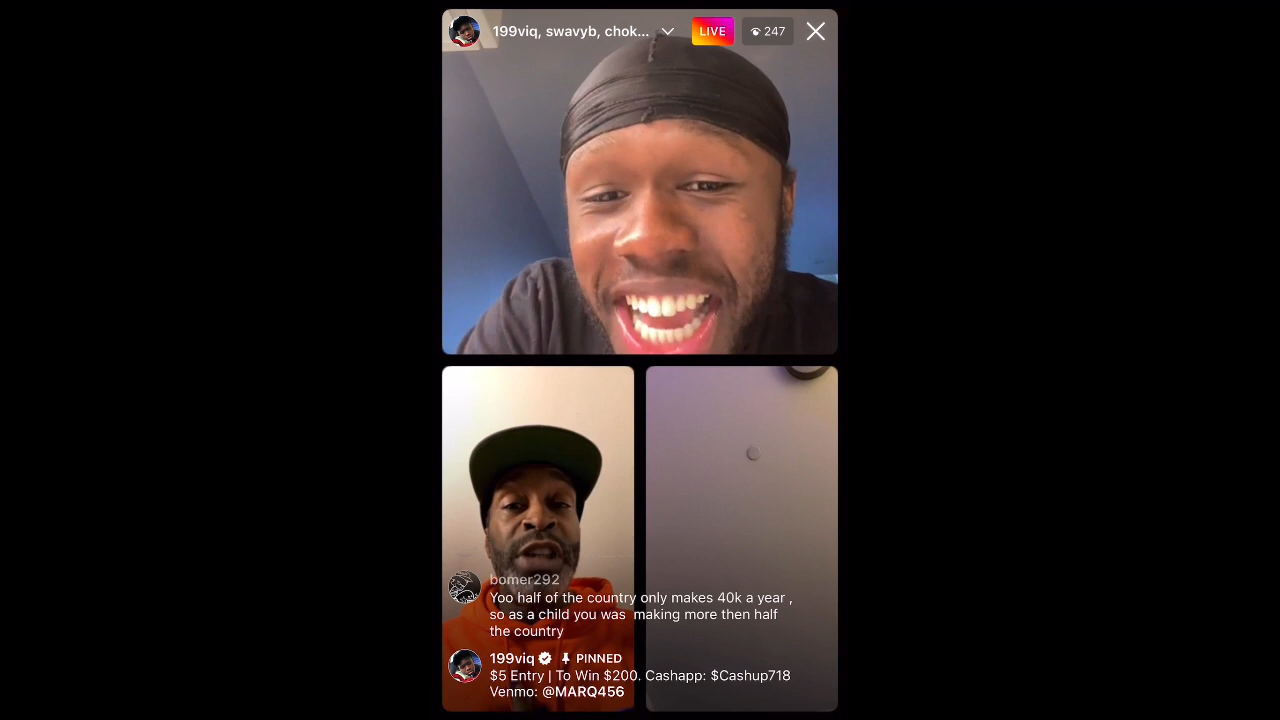 199viq, swavyb, chok...
LIVE
247
bomer292
Yoo half of the country only makes 40k a year ,
so as a child you was making more then half
the country
199viq PINNED
$5 Entry | To Win $200. Cashapp: $Cashup718
Venmo: @MARQ456